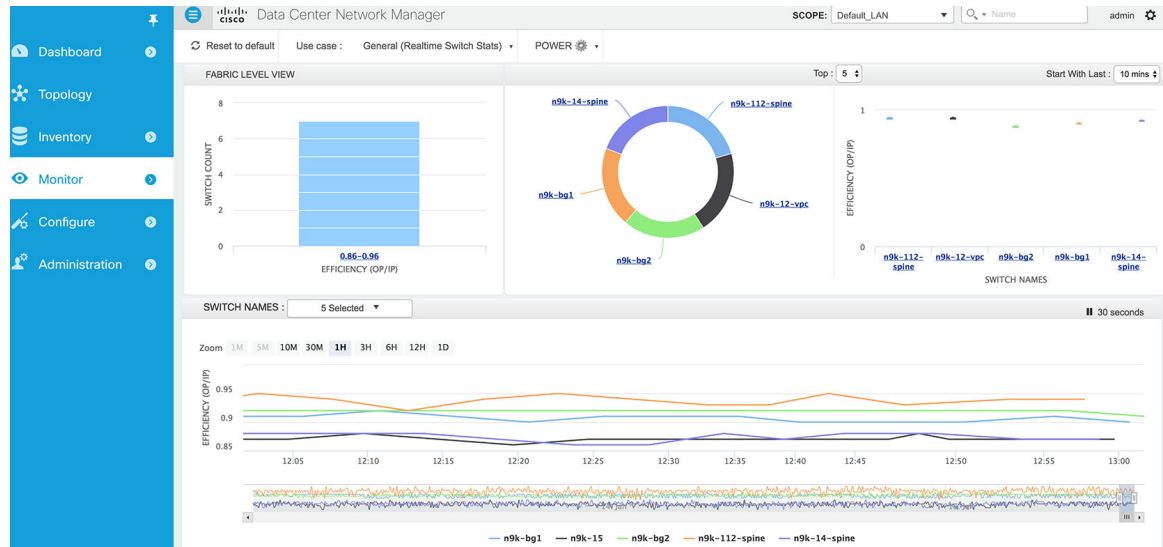 cisco Data Center Network Manager SCOPE: Default_LAN Name admin
Dashboard
Topology
Inventory
Monitor
Configure
Administration
Reset to default Use case : General (Realtime Switch Stats) POWER
FABRIC LEVEL VIEW
8
6
4
2
0
SWITCH COUNT
0.86-0.96
EFFICIENCY (OP/IP)
Top : 5 Start With Last : 10 mins
n9k-14-spine
n9k-112-spine
n9k-bg1
n9k-12-vpc
n9k-bg2
1
0
EFFICIENCY (OP/IP)
n9k-112-spine n9k-12-vpc n9k-bg2 n9k-bg1 n9k-14-spine
SWITCH NAMES
SWITCH NAMES : 5 Selected 30 seconds
Zoom 1M 5M 10M 30M 1H 3H 6H 12H 1D
EFFICIENCY (OP/IP)
0.95
0.9
0.85
12:05 12:10 12:15 12:20 12:25 12:30 12:35 12:40 12:45 12:50 12:55 13:00
n9k-bg1 n9k-15 n9k-bg2 n9k-112-spine n9k-14-spine